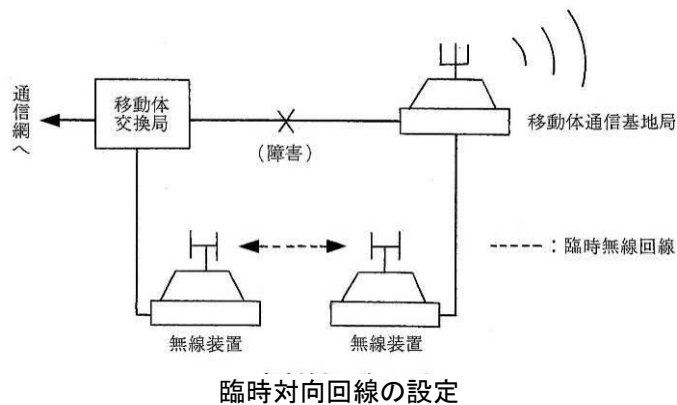 通信網へ
移動体
交換局
(障害)
移動体通信基地局
-----:臨時無線回線
無線装置
無線装置
臨時対向回線の設定